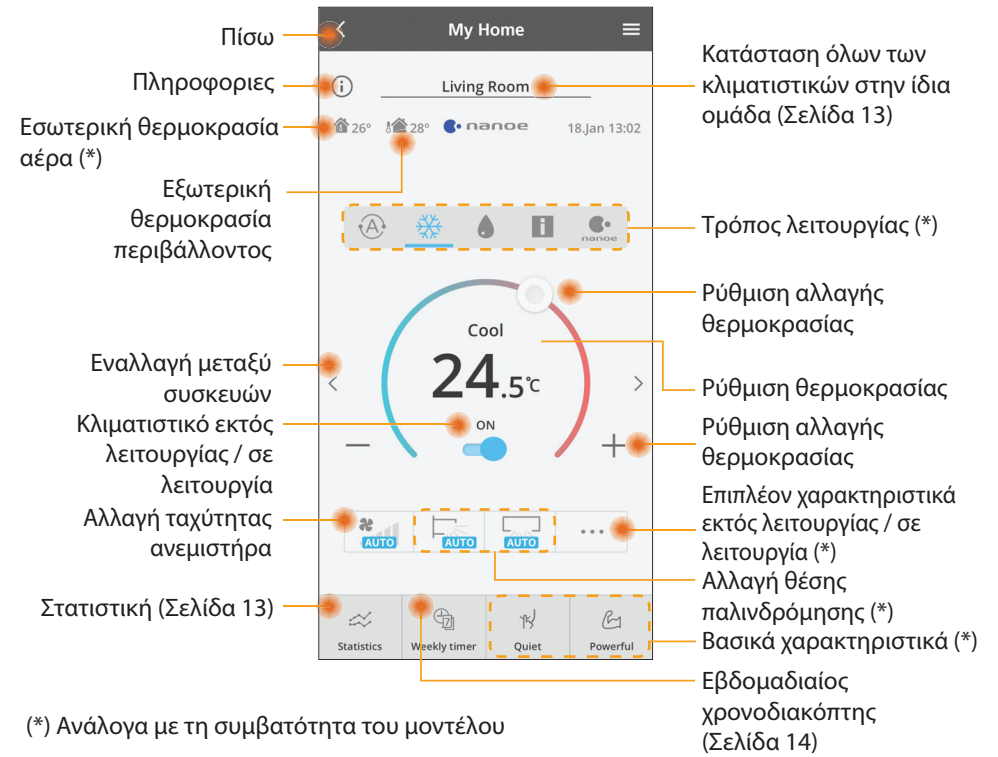 Πίσω
Πληροφοριες
Εσωτερική θερμοκρασία
αέρα (*)
Εξωτερική
θερμοκρασία
περιβάλλοντος
Εναλλαγή μεταξύ
συσκευών
Κλιματιστικό εκτός
λειτουργίας / σε
λειτουργία
Αλλαγή ταχύτητας
ανεμιστήρα
Στατιστική (Σελίδα 13)
My Home
Living Room
26°
28°
nanoe
18.Jan 13:02
A
nanoe
Cool
24.5°C
ON
AUTO
AUTO
AUTO
7
Statistics
Weekly timer
Quiet
Powerful
Κατάσταση όλων των
κλιματιστικών στην ίδια
ομάδα (Σελίδα 13)
Τρόπος λειτουργίας (*)
Ρύθμιση αλλαγής
θερμοκρασίας
Ρύθμιση θερμοκρασίας
Ρύθμιση αλλαγής
θερμοκρασίας
Επιπλέον χαρακτηριστικά
εκτός λειτουργίας / σε
λειτουργία (*)
Αλλαγή θέσης
παλινδρόμησης (*)
Βασικά χαρακτηριστικά (*)
Εβδομαδιαίος
χρονοδιακόπτης
(Σελίδα 14)
(*) Ανάλογα με τη συμβατότητα του μοντέλου